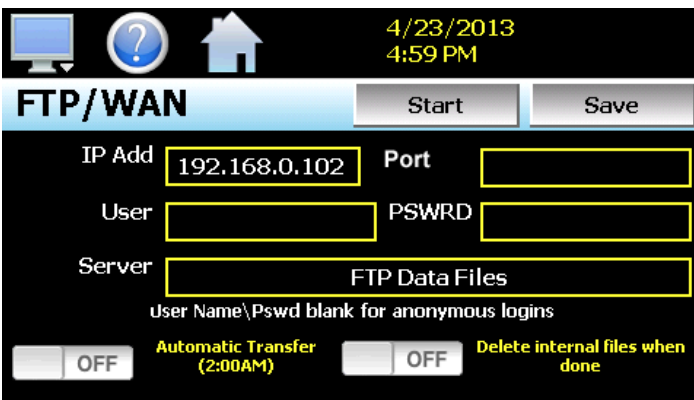 ?
4/23/2013
4:59 PM
FTP/WAN Start Save
IP Add 192.168.0.102 Port
User PSWRD
Server FTP Data Files
User Name\Pswd blank for anonymous logins
OFF Automatic Transfer (2:00AM) OFF Delete internal files when done